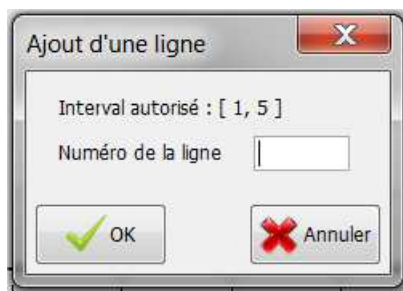 Ajout d'une ligne
Interval autorisé : [ 1, 5 ]
Numéro de la ligne
OK
Annuler